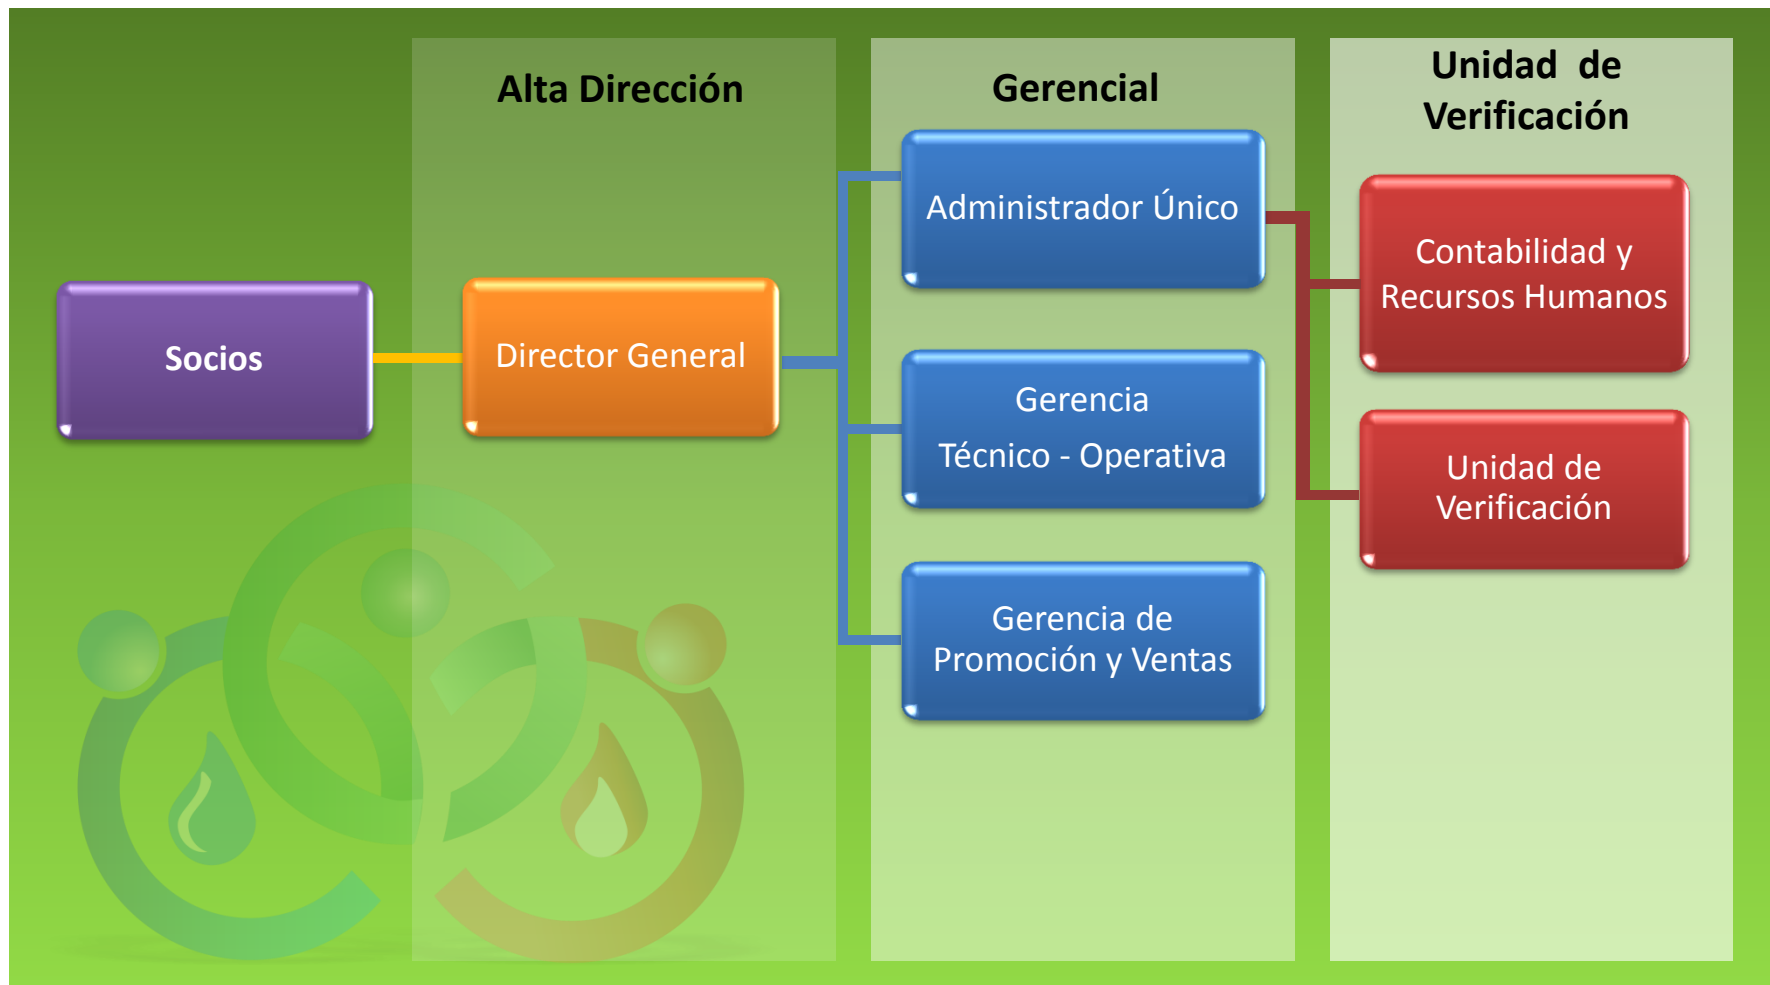 Alta Dirección
Gerencial
Unidad de
Verificación
Socios
Director General
Administrador Único
Gerencia
Técnico - Operativa
Gerencia de
Promoción y Ventas
Contabilidad y
Recursos Humanos
Unidad de
Verificación